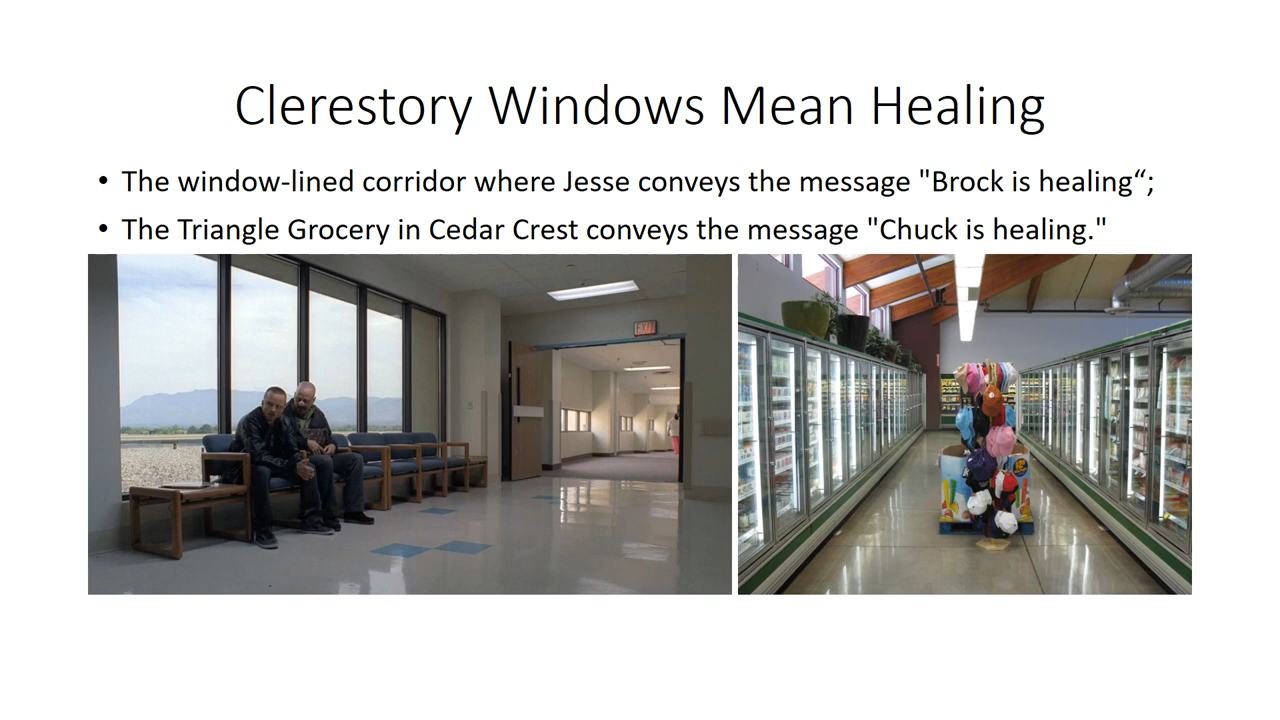 Clerestory Windows Mean Healing
• The window-lined corridor where Jesse conveys the message "Brock is healing“;
• The Triangle Grocery in Cedar Crest conveys the message "Chuck is healing."
EXIT